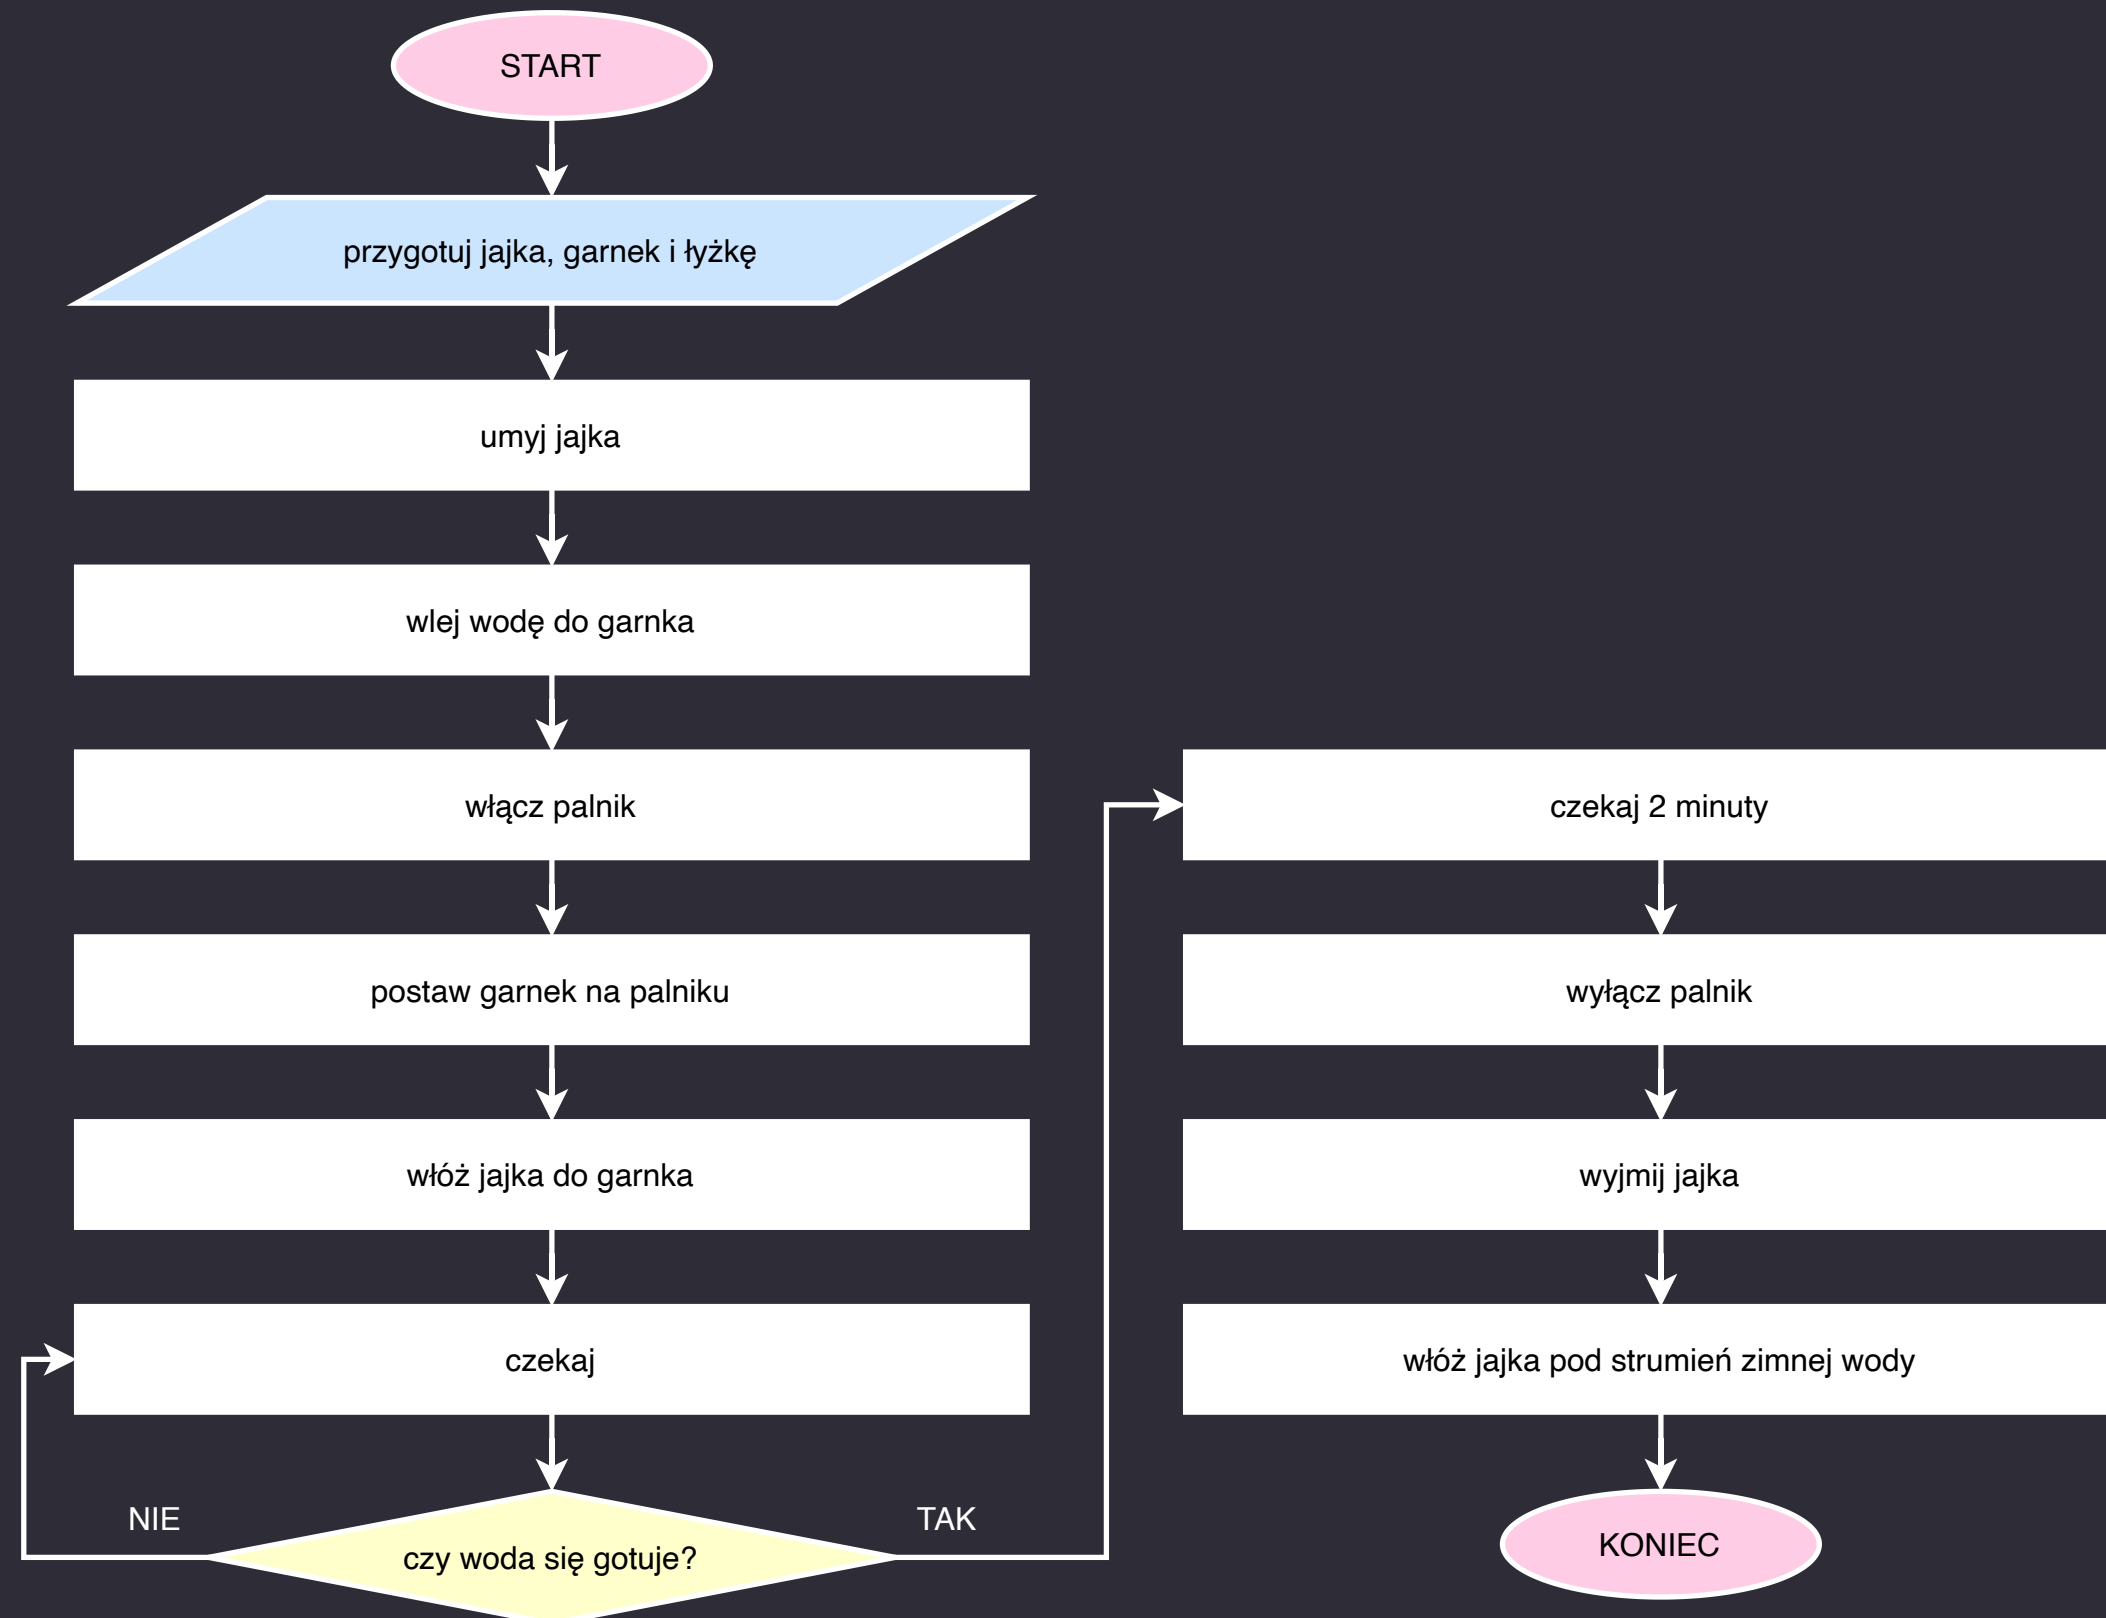 START
przygotuj jajka, garnek i łyżkę
umyj jajka
wlej wodę do garnka
włącz palnik
postaw garnek na palniku
włóż jajka do garnka
czekaj
czy woda się gotuje?
NIE
TAK
czekaj 2 minuty
wyłącz palnik
wyjmij jajka
włóż jajka pod strumień zimnej wody
KONIEC